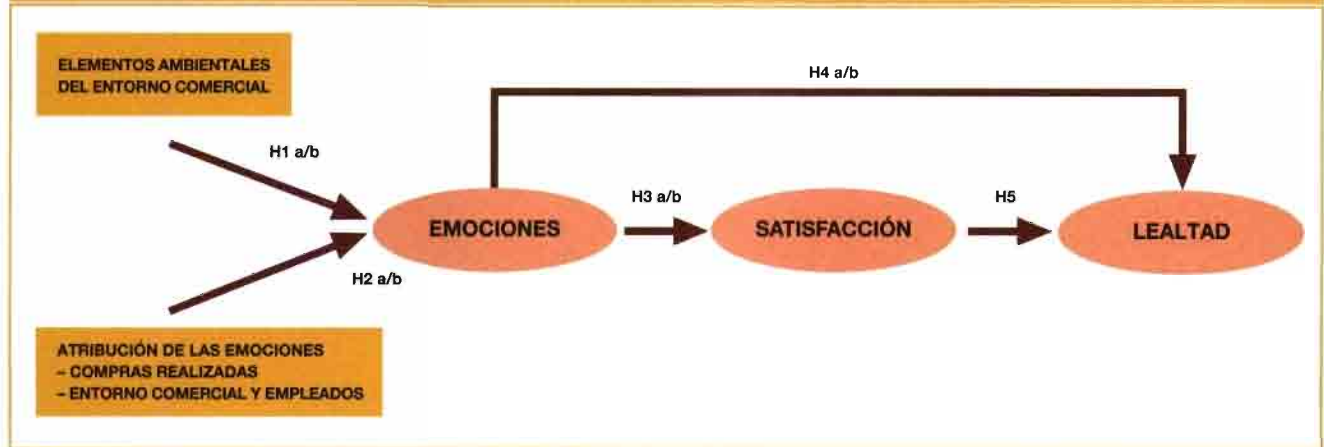 ELEMENTOS AMBIENTALES
DEL ENTORNO COMERCIAL
H4 a/b
H1 a/b
EMOCIONES
H3 a/b
SATISFACCIÓN
H5
LEALTAD
H2 a/b
ATRIBUCIÓN DE LAS EMOCIONES
– COMPRAS REALIZADAS
– ENTORNO COMERCIAL Y EMPLEADOS